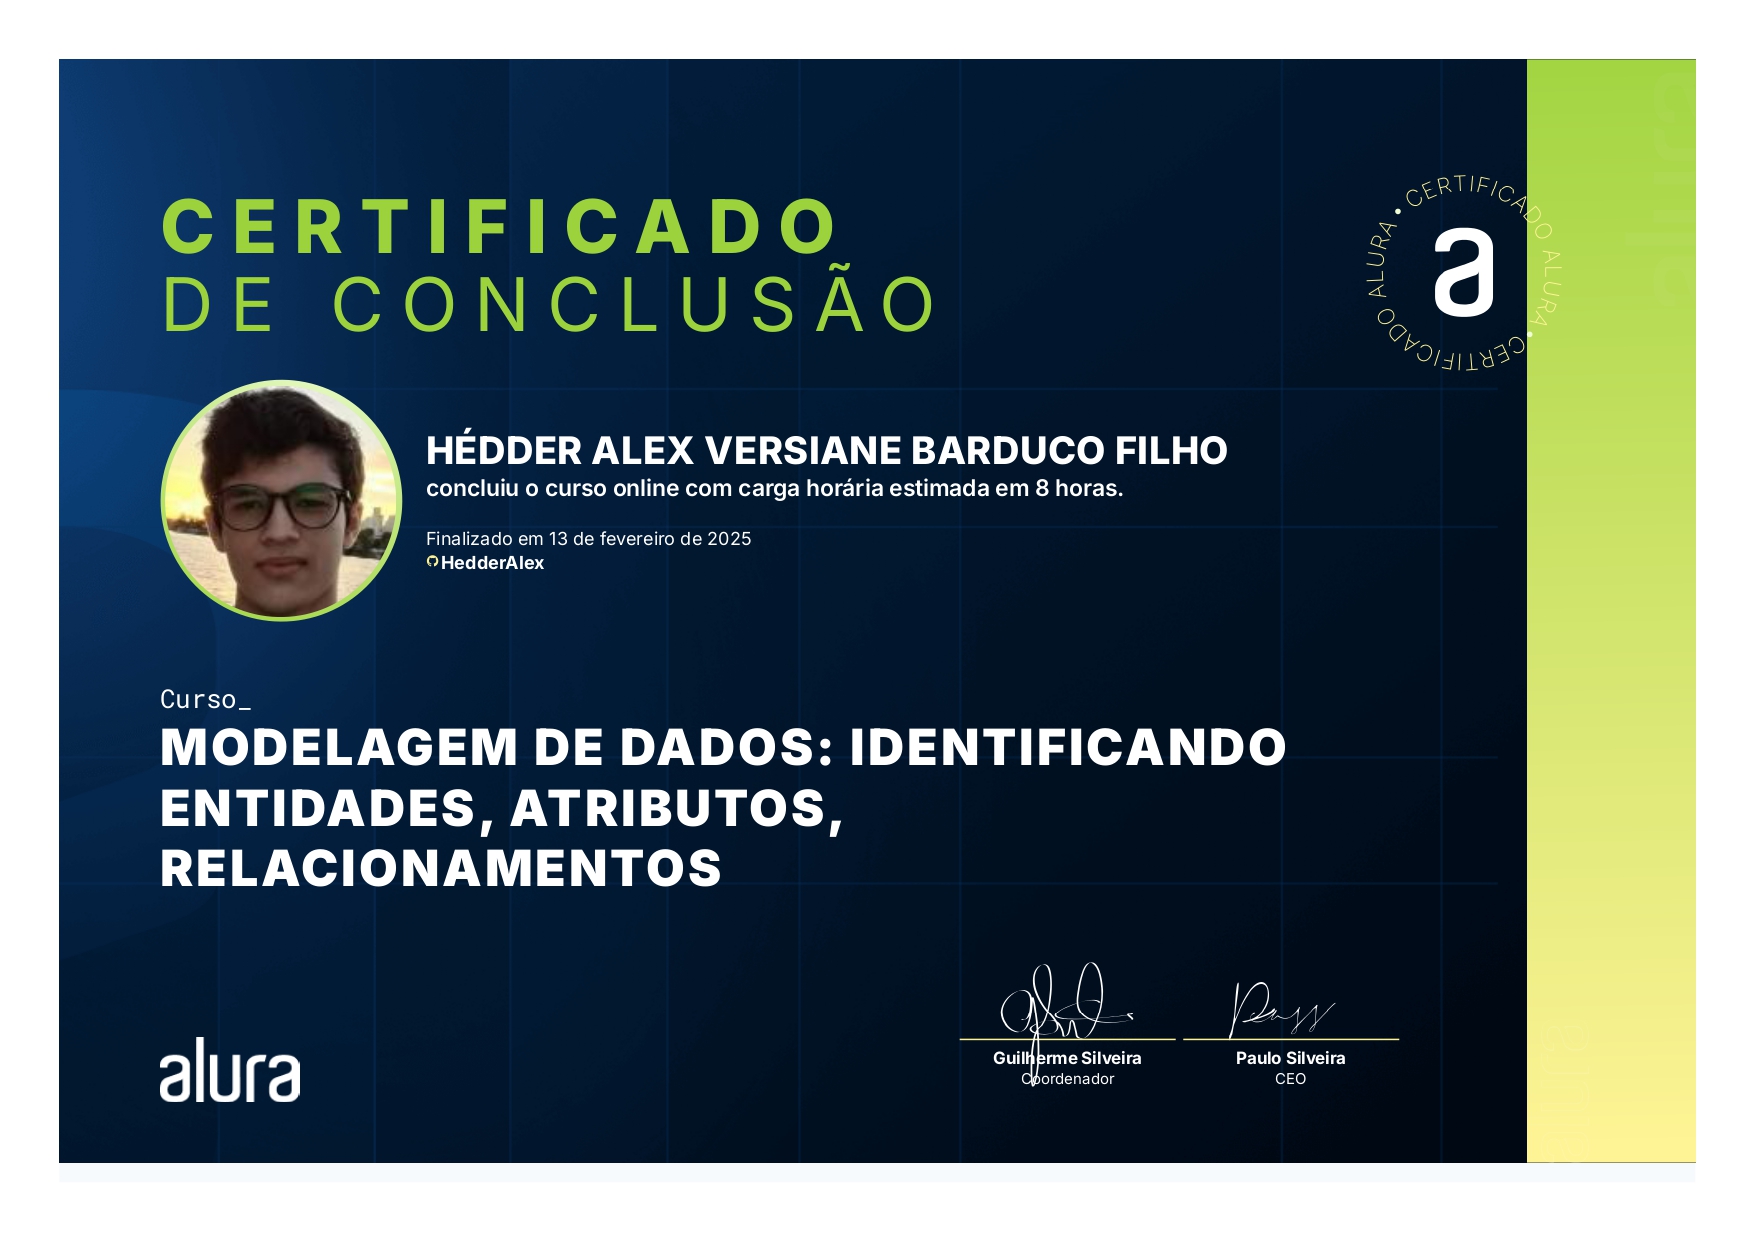 CERTIFICADO
DE CONCLUSÃO
CERTIFICADO ALURA • CERTIFICADO ALURA •
a
HÉDDER ALEX VERSIANE BARDUCO FILHO
concluiu o curso online com carga horária estimada em 8 horas.
Finalizado em 13 de fevereiro de 2025
HedderAlex
Curso_
MODELAGEM DE DADOS: IDENTIFICANDO
ENTIDADES, ATRIBUTOS,
RELACIONAMENTOS
alura
Guilherme Silveira
Coordenador
Paulo Silveira
CEO